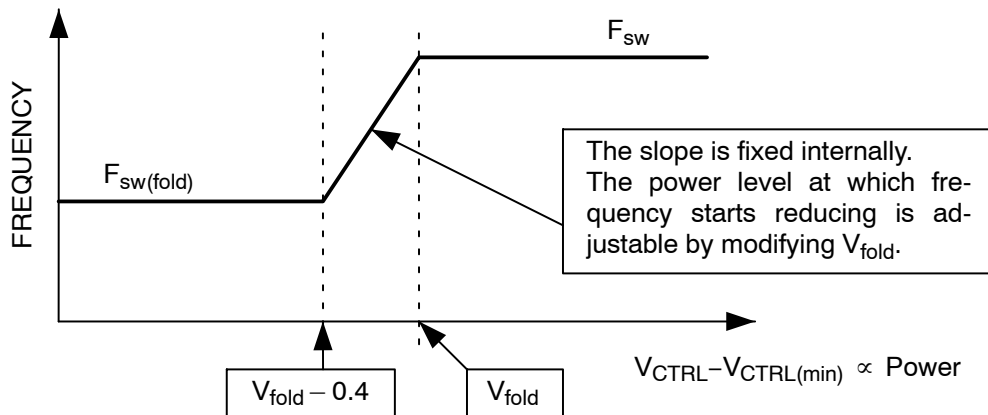 F_sw
FREQUENCY
F_sw(fold)
The slope is fixed internally.
The power level at which fre-
quency starts reducing is ad-
justable by modifying V_fold.
V_fold – 0.4
V_fold
V_CTRL–V_CTRL(min) ∝ Power